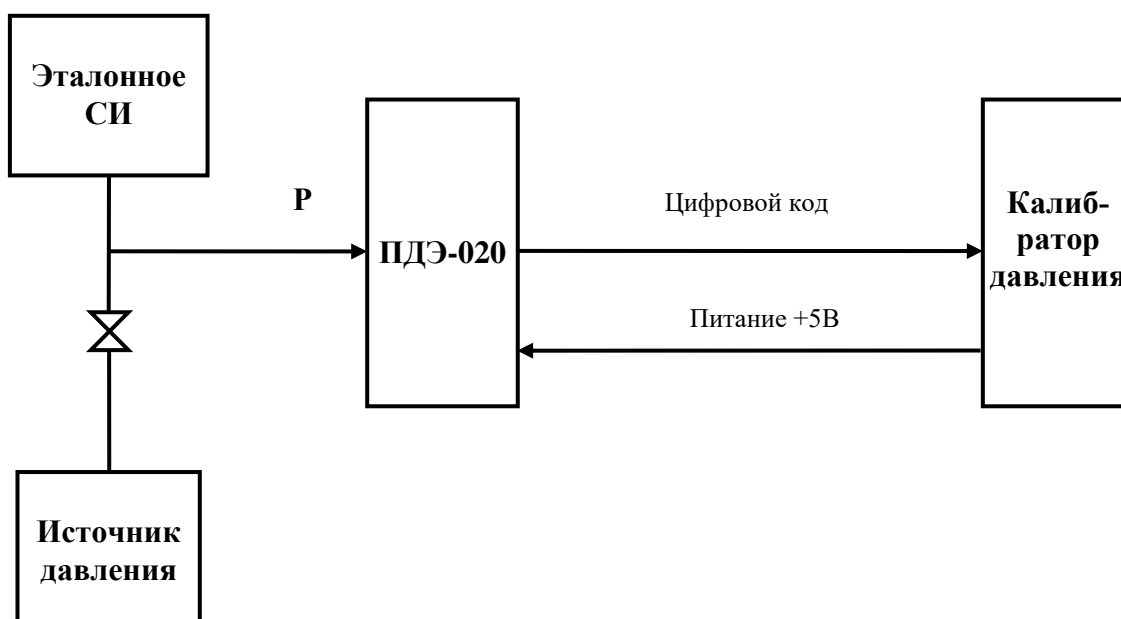 Эталонное
СИ
Р
ПДЭ-020
Цифровой код
Питание +5В
Калиб-
ратор
давления
Источник
давления